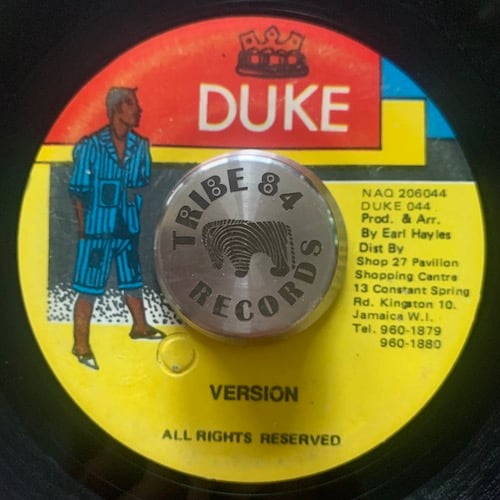 DUKE
TRIBE 84
RECORDS
NAQ 206044
DUKE 044
Prod. & Arr.
By Earl Hayles
Dist By
Shop 27 Pavilion
Shopping Centre
13 Constant Spring
Rd. Kingston 10.
Jamaica W.I.
Tel. 960-1879
960-1880
VERSION
ALL RIGHTS RESERVED